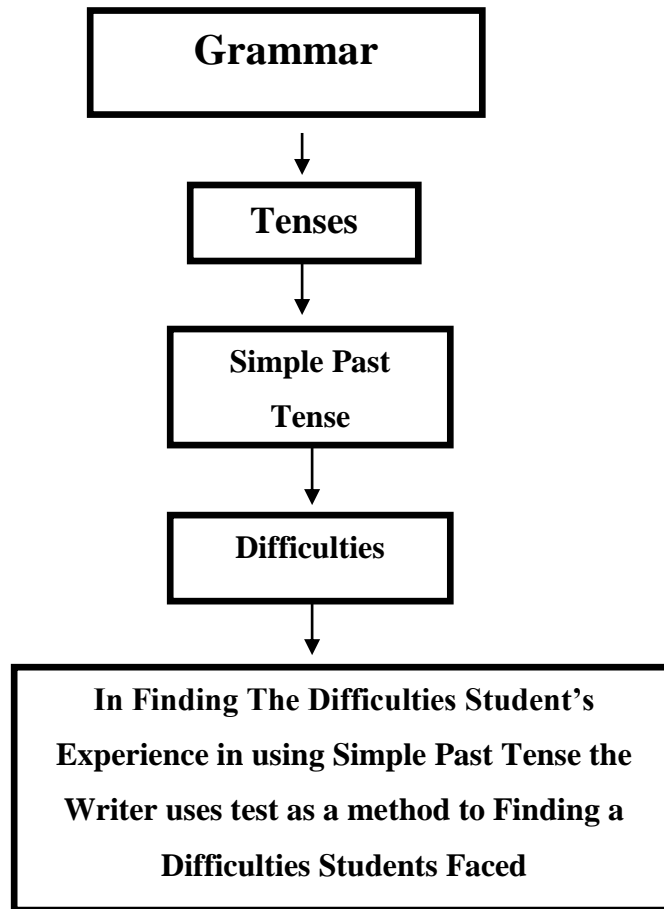 Grammar
Tenses
Simple Past
Tense
Difficulties
In Finding The Difficulties Student’s
Experience in using Simple Past Tense the
Writer uses test as a method to Finding a
Difficulties Students Faced